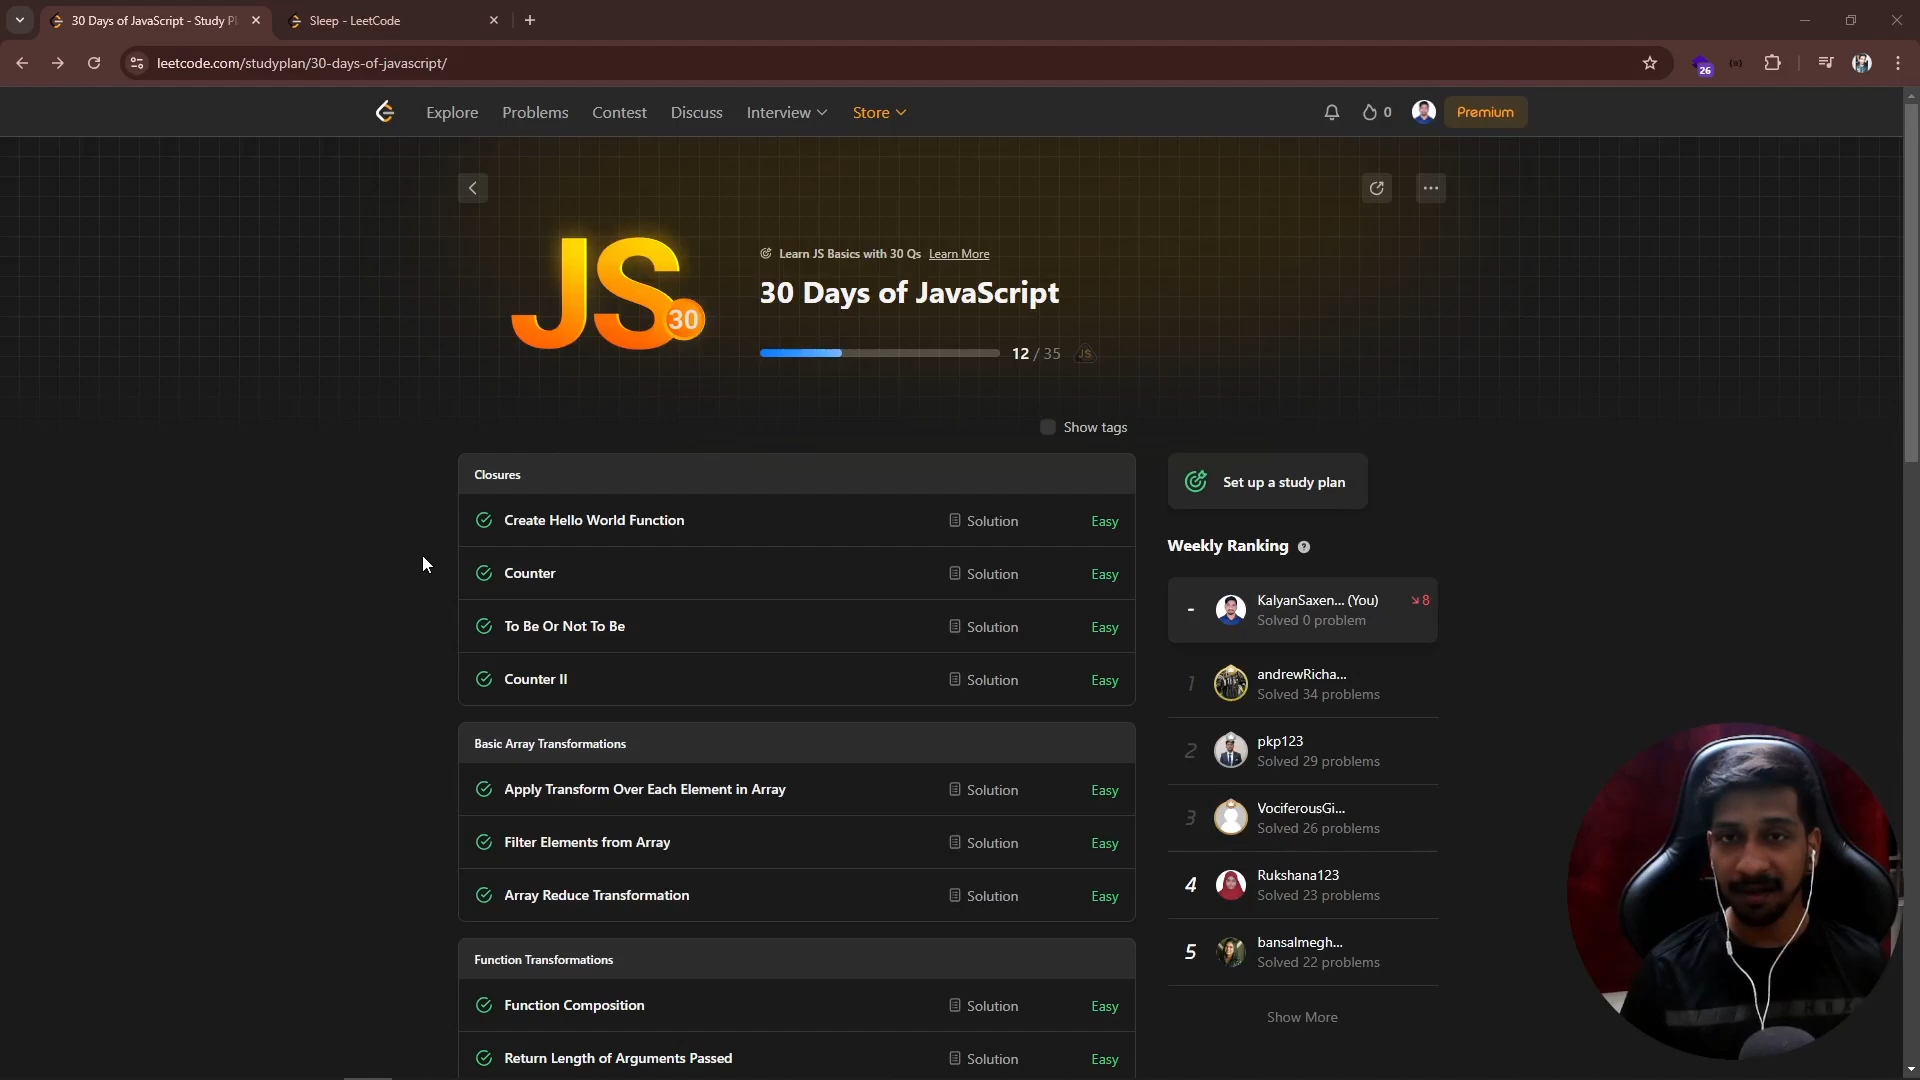 30 Days of JavaScript - Study Pl
Sleep - LeetCode
leetcode.com/studyplan/30-days-of-javascript/
26
Explore
Problems
Contest
Discuss
Interview
Store
0
Premium
JS
30
Learn JS Basics with 30 Qs Learn More
30 Days of JavaScript
12 / 35
JS
Show tags
Closures
Create Hello World Function Solution Easy
Counter Solution Easy
To Be Or Not To Be Solution Easy
Counter II Solution Easy
Basic Array Transformations
Apply Transform Over Each Element in Array Solution Easy
Filter Elements from Array Solution Easy
Array Reduce Transformation Solution Easy
Function Transformations
Function Composition Solution Easy
Return Length of Arguments Passed Solution Easy
Set up a study plan
Weekly Ranking ?
- KalyanSaxen... (You) 8
Solved 0 problem
1 andrewRicha...
Solved 34 problems
2 pkp123
Solved 29 problems
3 VociferousGi...
Solved 26 problems
4 Rukshana123
Solved 23 problems
5 bansalmegh...
Solved 22 problems
Show More